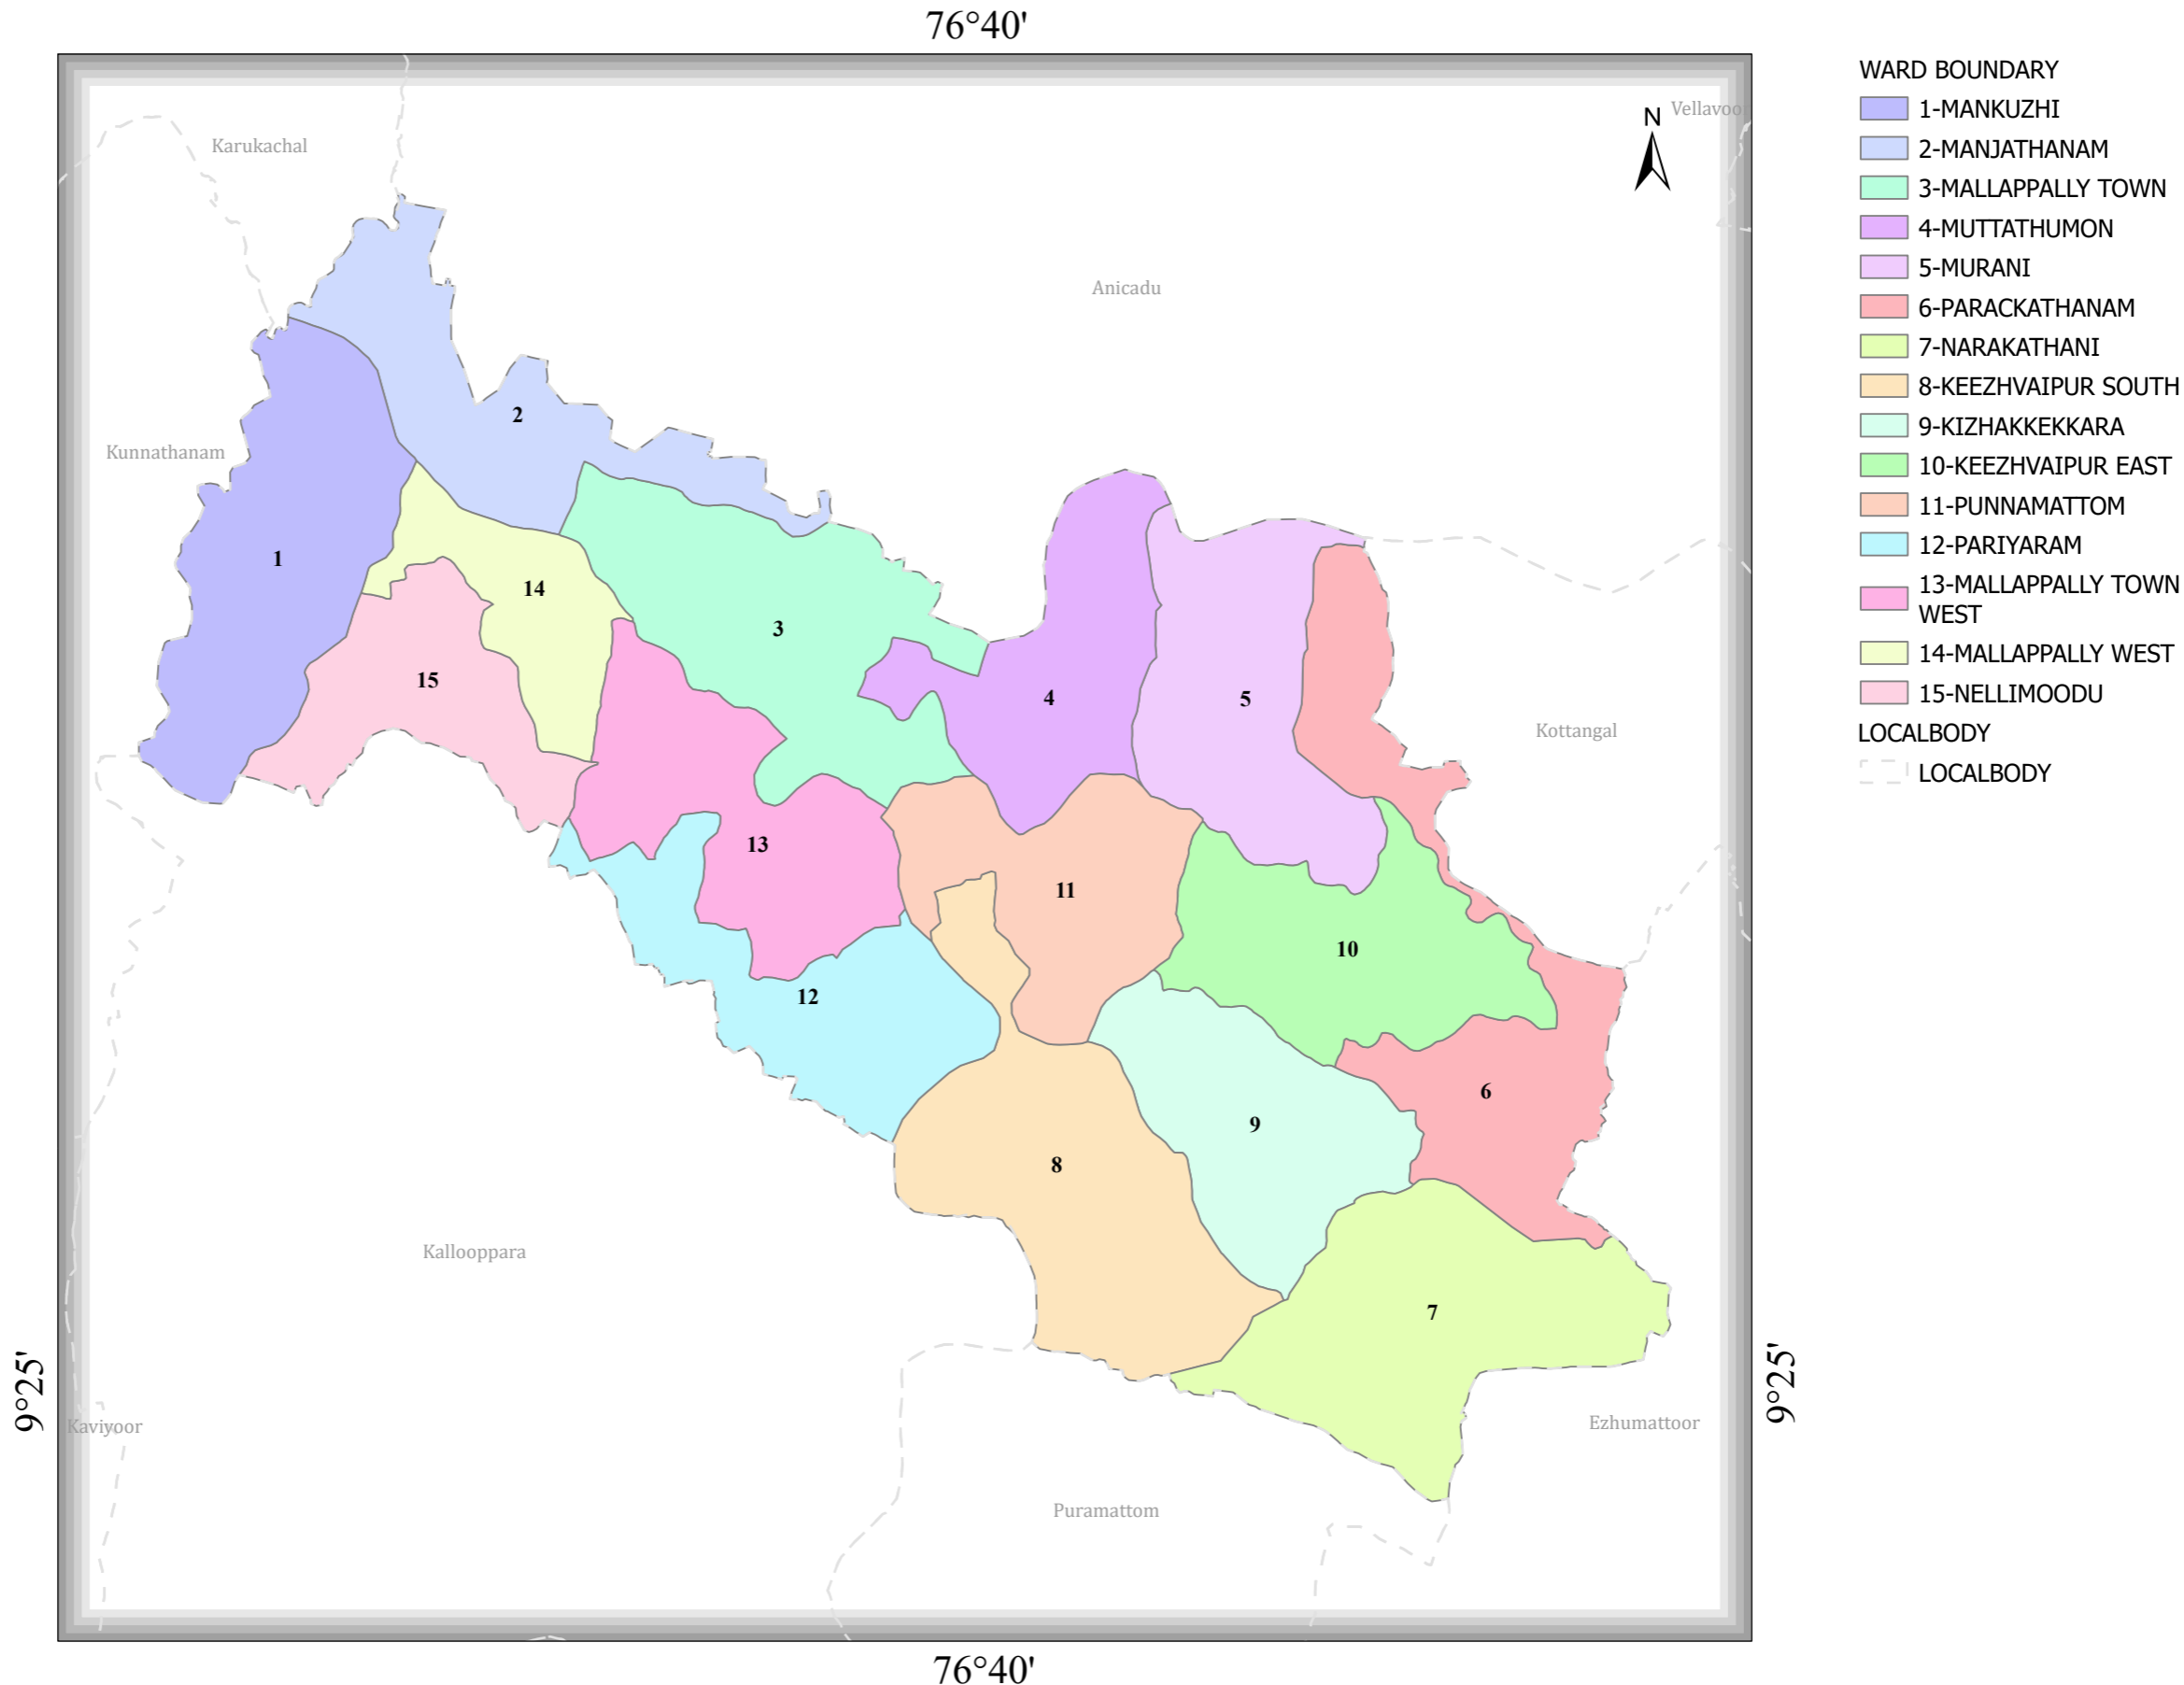 76°40'
WARD BOUNDARY
1-MANKUZHI
2-MANJATHANAM
3-MALLAPPALLY TOWN
4-MUTTATHUMON
5-MURANI
6-PARACKATHANAM
7-NARAKATHANI
8-KEEZHVAIPUR SOUTH
9-KIZHAKKEKKARA
10-KEEZHVAIPUR EAST
11-PUNNAMATTOM
12-PARIYARAM
13-MALLAPPALLY TOWN
WEST
14-MALLAPPALLY WEST
15-NELLIMOODU
LOCALBODY
LOCALBODY
N
Karukachal
Anicadu
Kunnathanam
2
1
14
3
15
4
5
Kottangal
13
11
10
12
6
9
8
Kallooppara
7
9°25'
9°25'
Kaviyoor
Ezhumattoor
Puramattom
76°40'